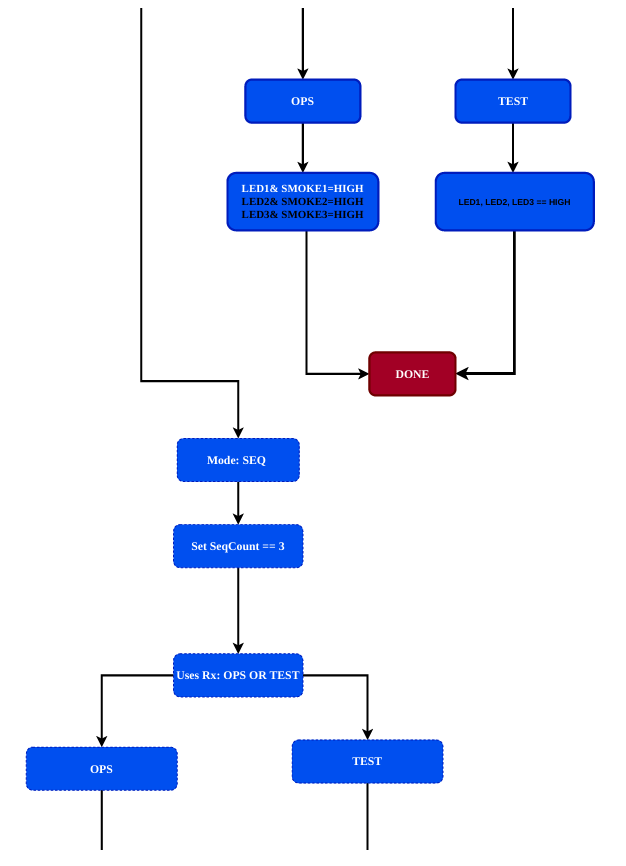 OPS
TEST
LED1& SMOKE1=HIGH
LED2& SMOKE2=HIGH
LED3& SMOKE3=HIGH
LED1, LED2, LED3 == HIGH
DONE
Mode: SEQ
Set SeqCount == 3
Uses Rx: OPS OR TEST
OPS
TEST